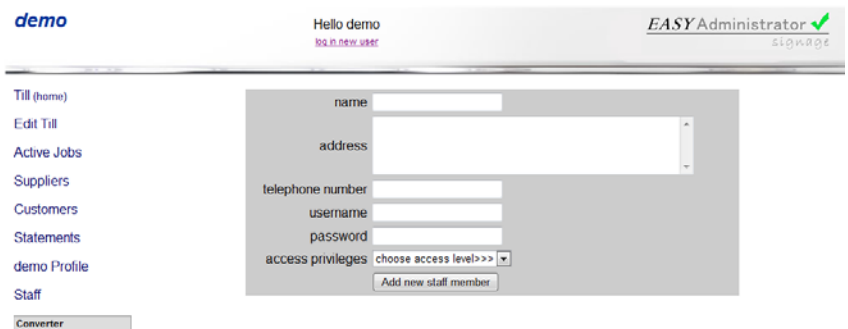 demo
Hello demo
log in new user
EASY Administrator
signage
Till (home)
Edit Till
Active Jobs
Suppliers
Customers
Statements
demo Profile
Staff
Converter
name
address
telephone number
username
password
access privileges choose access level>>>
Add new staff member